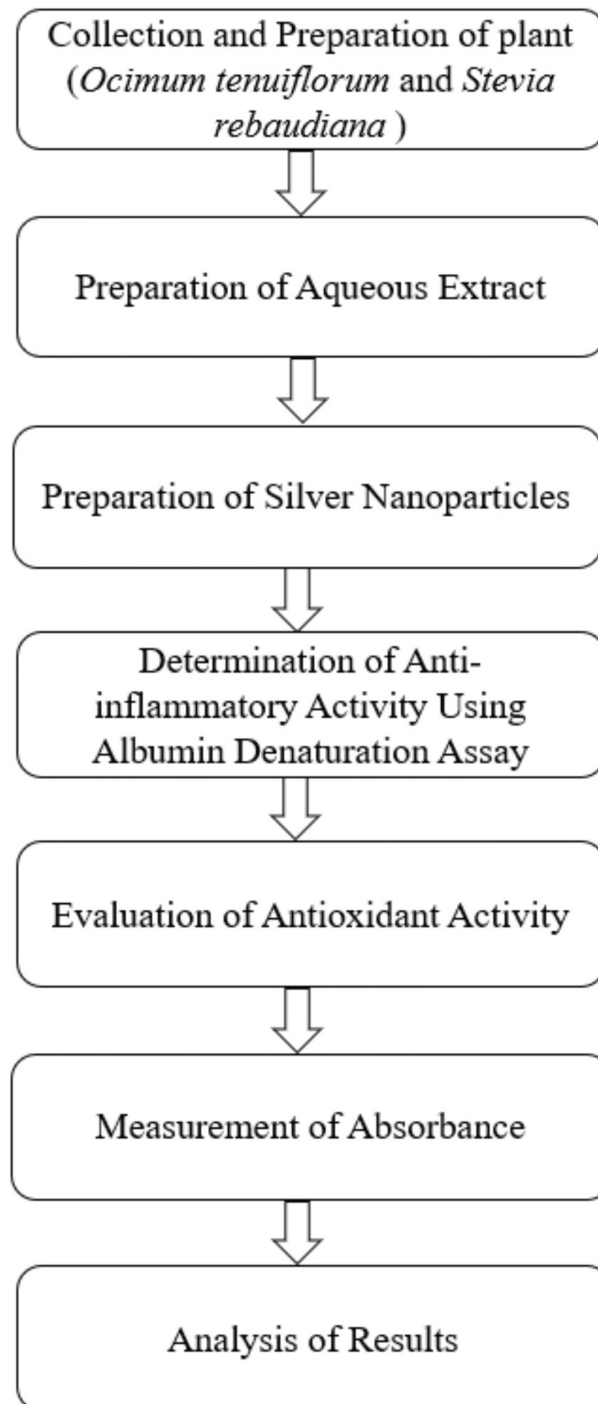 Collection and Preparation of plant
(Ocimum tenuiflorum and Stevia
rebaudiana )
Preparation of Aqueous Extract
Preparation of Silver Nanoparticles
Determination of Anti-
inflammatory Activity Using
Albumin Denaturation Assay
Evaluation of Antioxidant Activity
Measurement of Absorbance
Analysis of Results